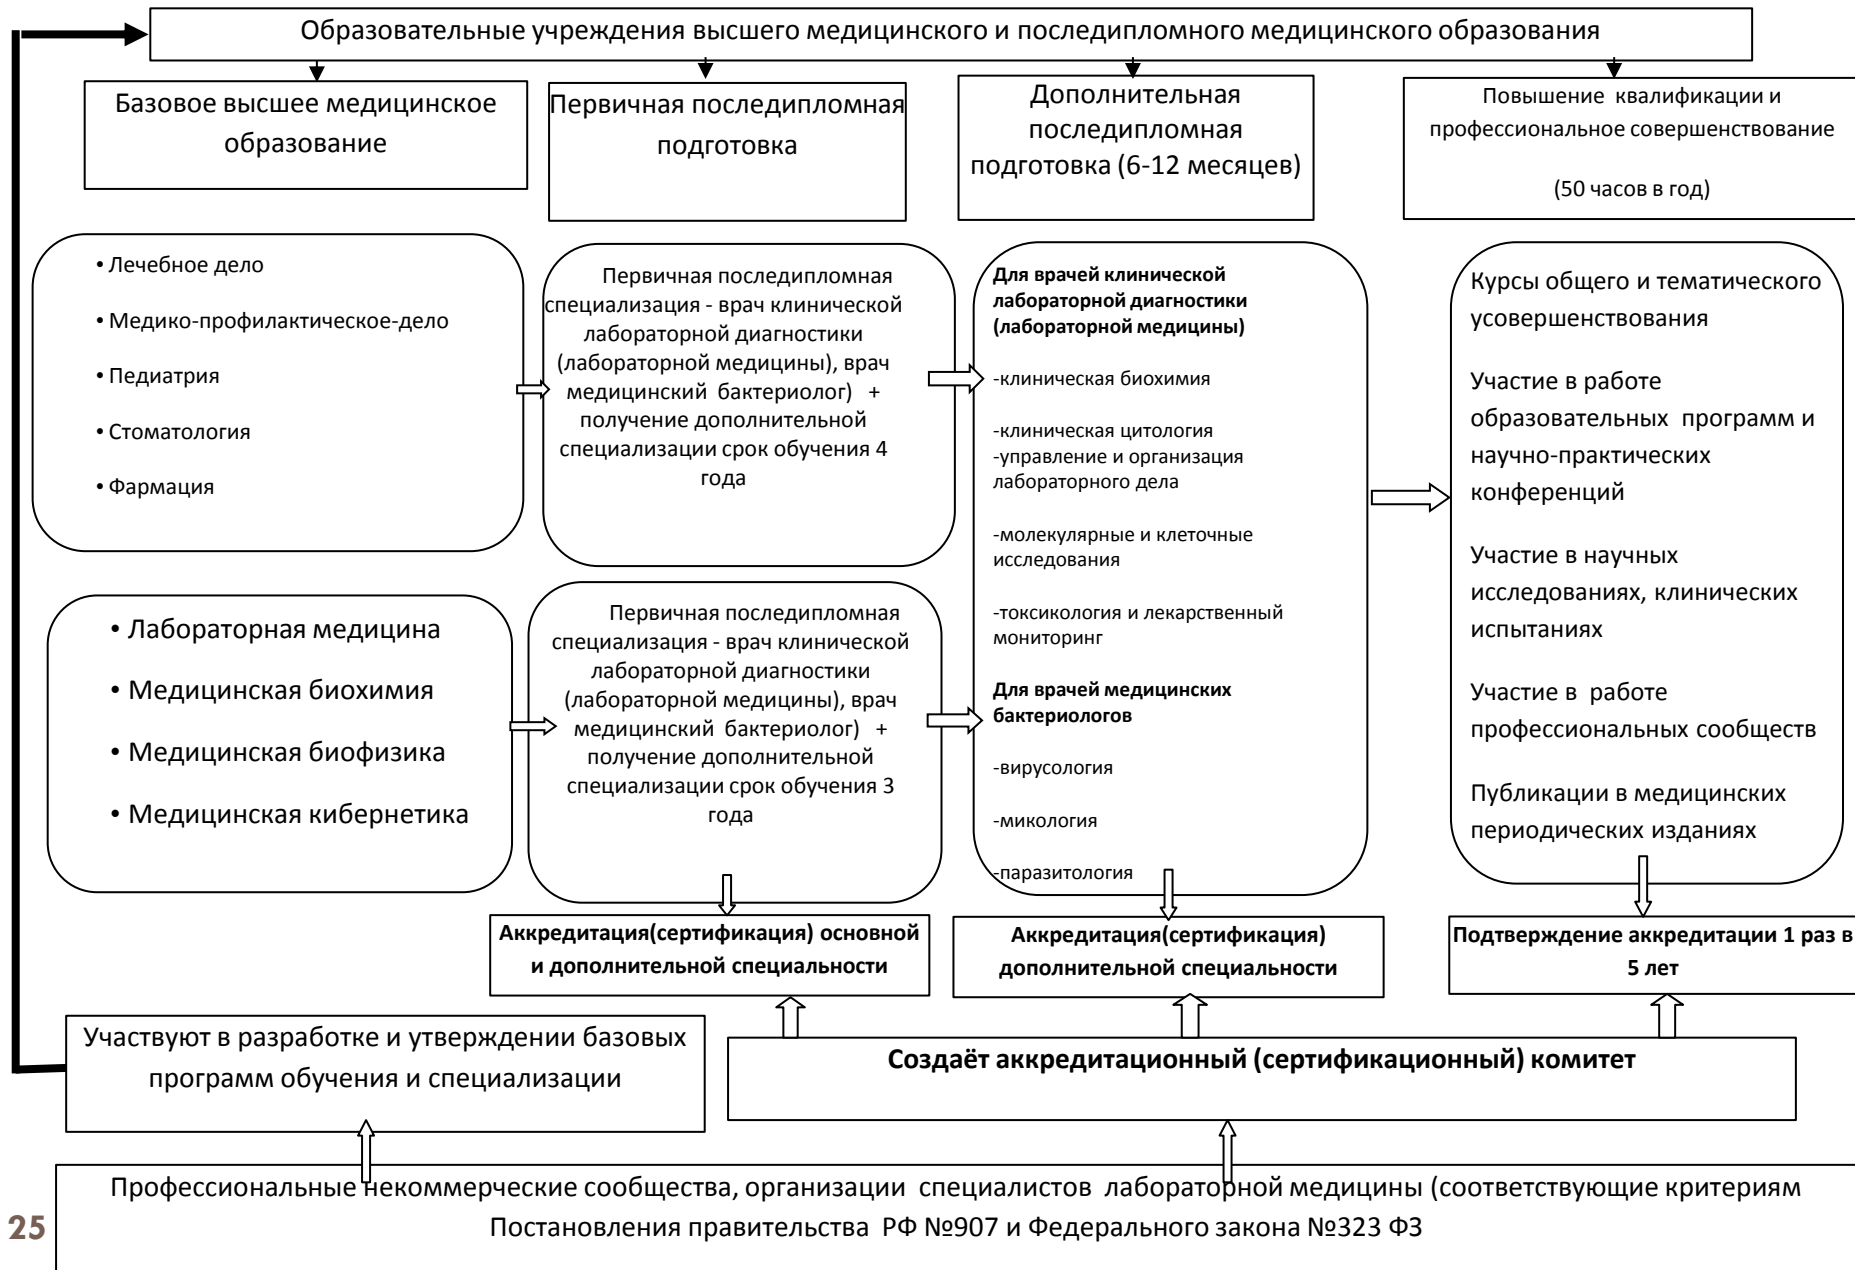 Образовательные учреждения высшего медицинского и последипломного медицинского образования
Базовое высшее медицинское
образование
Первичная последипломная
подготовка
Дополнительная
последипломная
подготовка (6-12 месяцев)
Повышение квалификации и
профессиональное совершенствование
(50 часов в год)
• Лечебное дело
• Медико-профилактическое-дело
• Педиатрия
• Стоматология
• Фармация
Первичная последипломная
специализация - врач клинической
лабораторной диагностики
(лабораторной медицины), врач
медицинский бактериолог) +
получение дополнительной
специализации срок обучения 4
года
Для врачей клинической
лабораторной диагностики
(лабораторной медицины)
-клиническая биохимия
-клиническая цитология
-управление и организация
лабораторного дела
-молекулярные и клеточные
исследования
-токсикология и лекарственный
мониторинг
Для врачей медицинских
бактериологов
-вирусология
-микология
-паразитология
Курсы общего и тематического
усовершенствования
Участие в работе
образовательных программ и
научно-практических
конференций
Участие в научных
исследованиях, клинических
испытаниях
Участие в работе
профессиональных сообществ
Публикации в медицинских
периодических изданиях
• Лабораторная медицина
• Медицинская биохимия
• Медицинская биофизика
• Медицинская кибернетика
Первичная последипломная
специализация - врач клинической
лабораторной диагностики
(лабораторной медицины), врач
медицинский бактериолог) +
получение дополнительной
специализации срок обучения 3
года
Аккредитация(сертификация) основной
и дополнительной специальности
Аккредитация(сертификация)
дополнительной специальности
Подтверждение аккредитации 1 раз в
5 лет
Участвуют в разработке и утверждении базовых
программ обучения и специализации
Создаёт аккредитационный (сертификационный) комитет
Профессиональные некоммерческие сообщества, организации специалистов лабораторной медицины (соответствующие критериям
Постановления правительства РФ №907 и Федерального закона №323 ФЗ
25